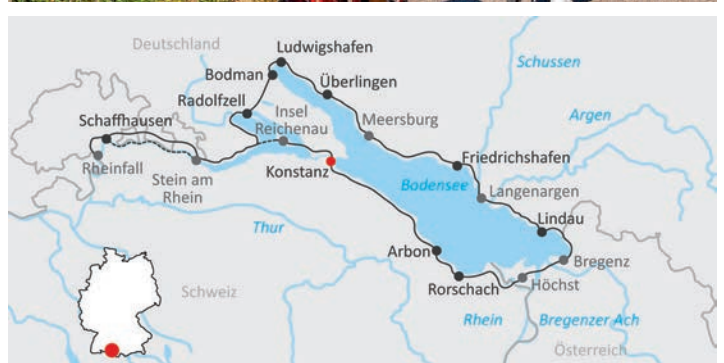 Deutschland
Ludwigshafen
Bodman
Überlingen
Schussen
Radolfzell
Insel
Reichenau
Meersburg
Argen
Schaffhausen
Rheinfall
Stein am
Rhein
Konstanz
Friedrichshafen
Bodensee
Langenargen
Thur
Lindau
Arbon
Bregenz
Schweiz
Rorschach
Höchst
Rhein
Bregenzer Ach
Österreich